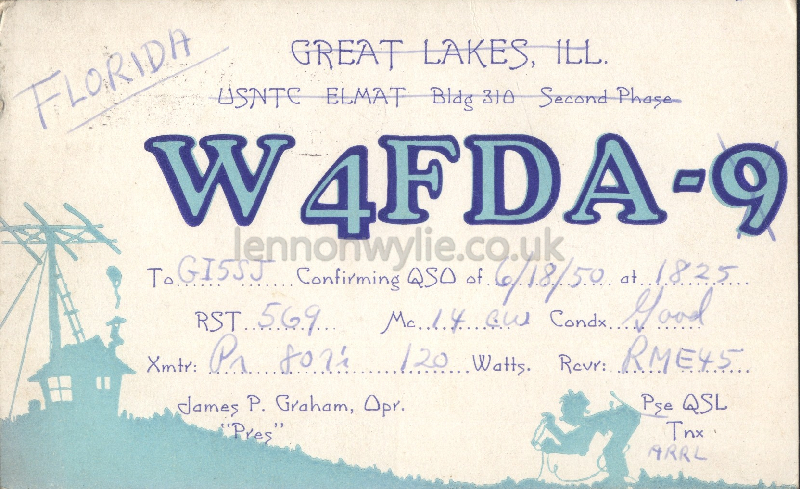 FLORIDA
GREAT LAKES, ILL.
USNTC ELMAT Bldg 310 Second Phase
W4FDA-9
lennonwylie.co.uk
To GI5SJ Confirming QSO of 6/18/50 at 1825
RST 569 Mc. 14 cw Condx Good
Xmtr: PR 807's 120 Watts. Rcvr: RME45
James P. Graham, Opr.
"Pres"
Pse QSL
Tnx
ARRL